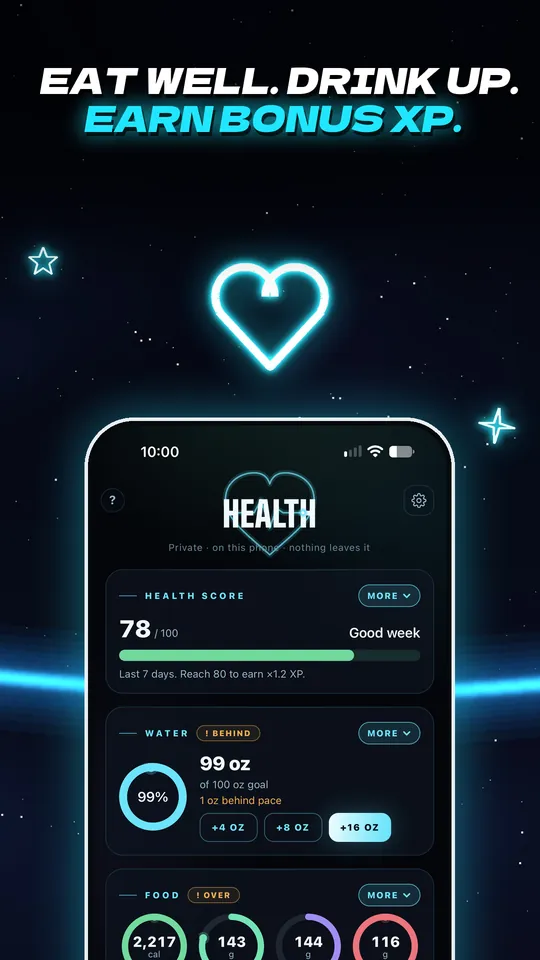 EAT WELL. DRINK UP.
EARN BONUS XP.
10:00
?
HEALTH
Private · on this phone · nothing leaves it
HEALTH SCORE
MORE
78 / 100
Good week
Last 7 days. Reach 80 to earn ×1.2 XP.
WATER
! BEHIND
MORE
99%
99 oz
of 100 oz goal
1 oz behind pace
+4 OZ
+8 OZ
+16 OZ
FOOD
! OVER
MORE
2,217
cal
143
g
144
g
116
g